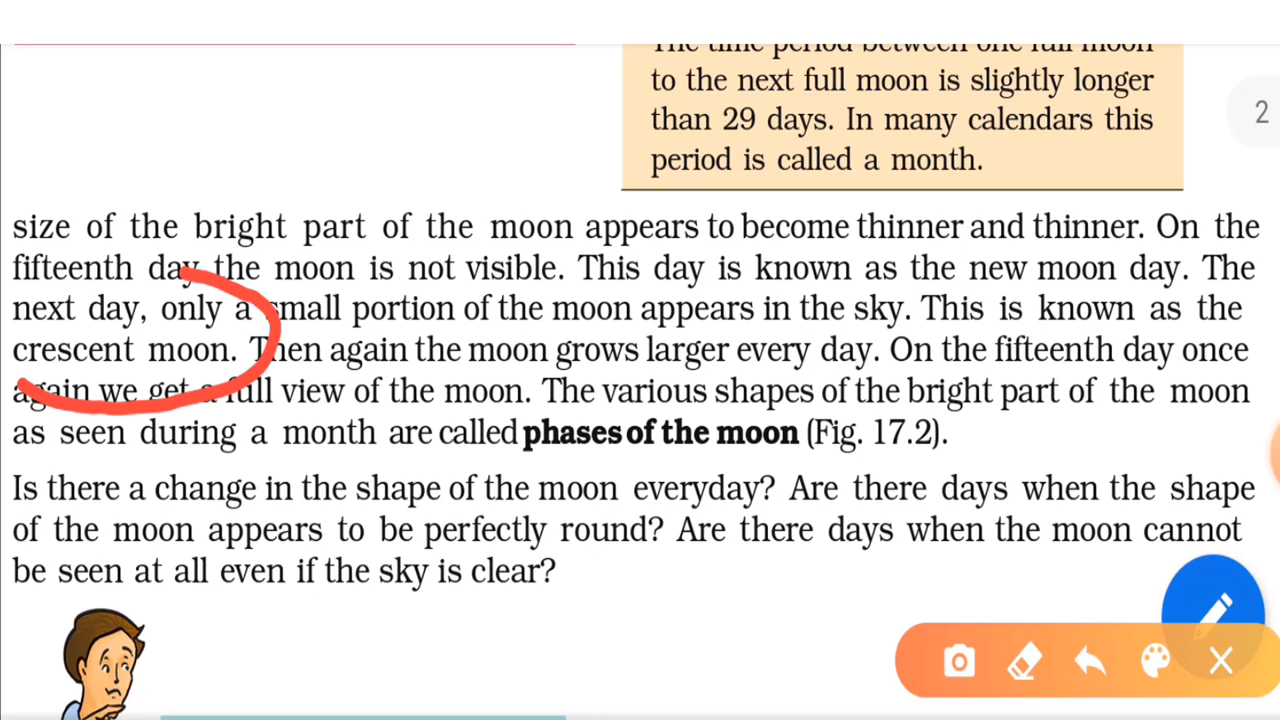 The time period between one full moon
to the next full moon is slightly longer
than 29 days. In many calendars this
period is called a month.
2
size of the bright part of the moon appears to become thinner and thinner. On the
fifteenth day the moon is not visible. This day is known as the new moon day. The
next day, only a small portion of the moon appears in the sky. This is known as the
crescent moon. Then again the moon grows larger every day. On the fifteenth day once
again we get a full view of the moon. The various shapes of the bright part of the moon
as seen during a month are called phases of the moon (Fig. 17.2).
Is there a change in the shape of the moon everyday? Are there days when the shape
of the moon appears to be perfectly round? Are there days when the moon cannot
be seen at all even if the sky is clear?